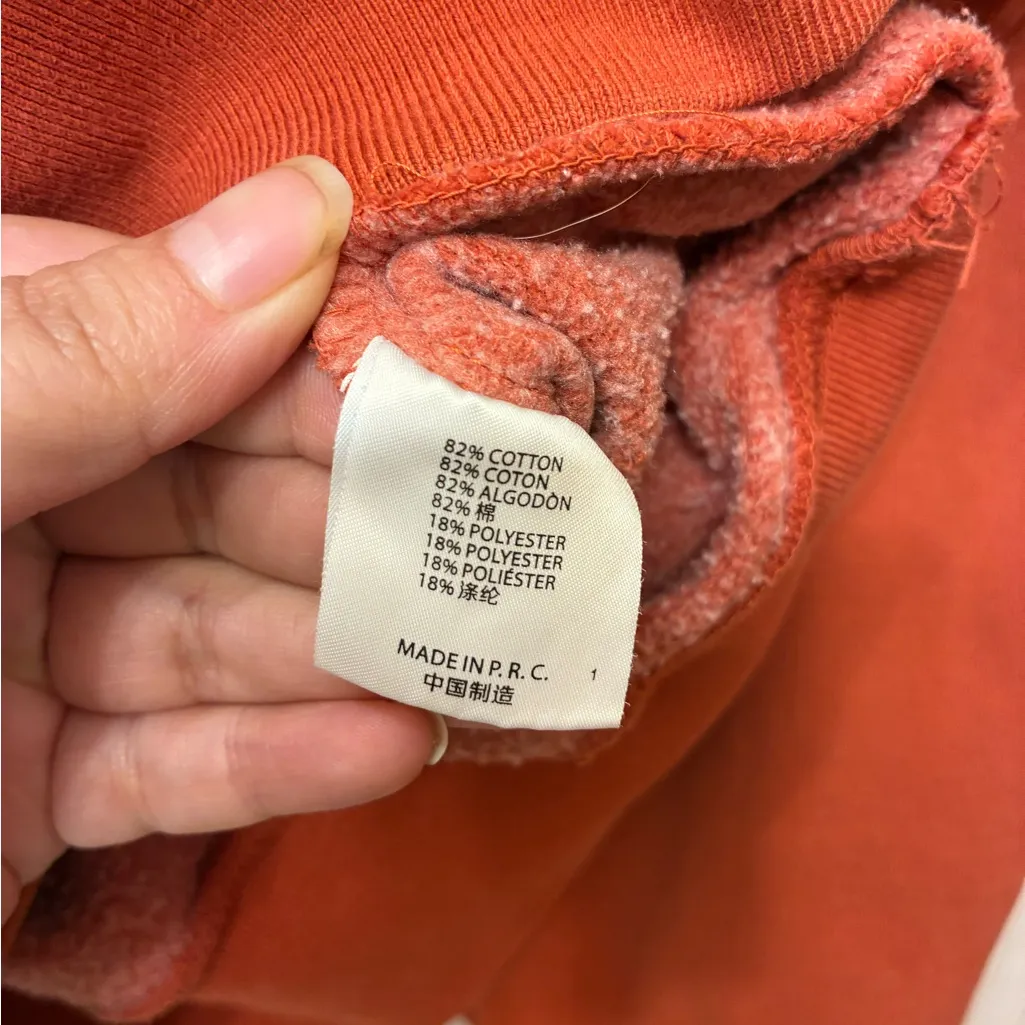 82% COTTON
82% COTON
82% ALGODÒN
82% 棉
18% POLYESTER
18% POLYESTER
18% POLIÉSTER
18% 涤纶
MADE IN P. R. C.
1
中国制造